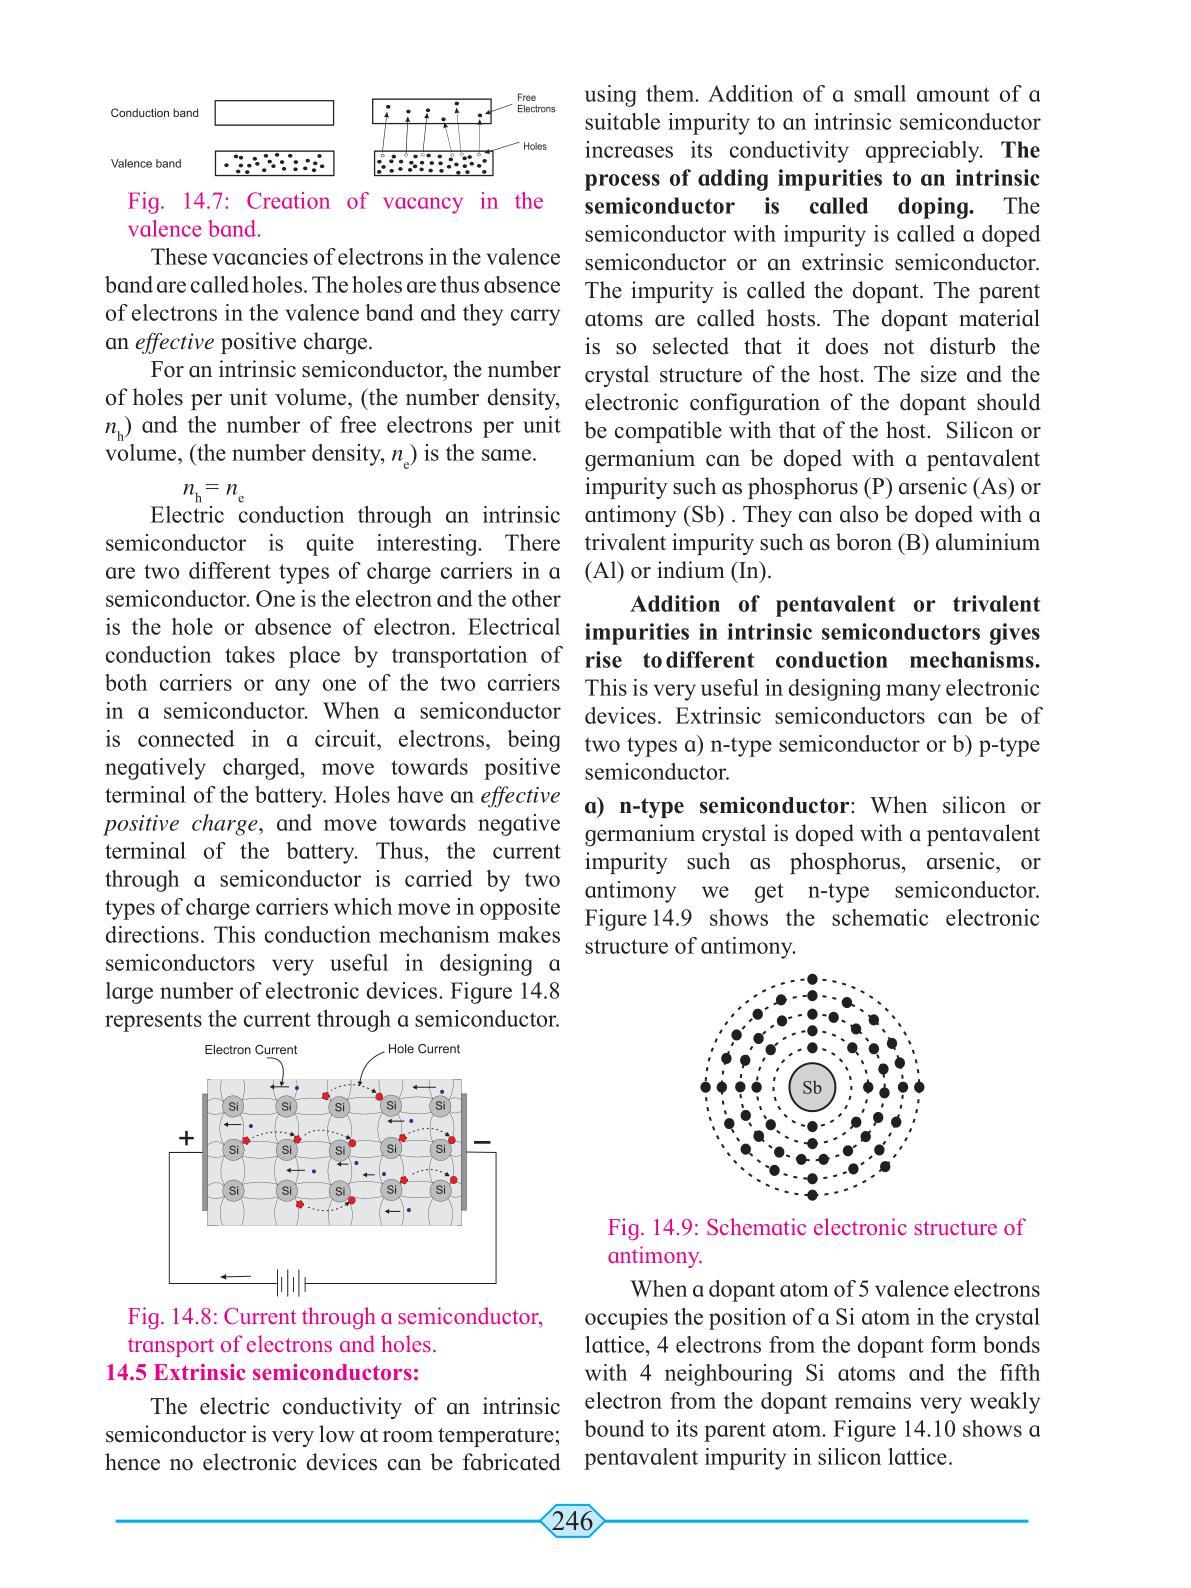 Conduction band
Valence band
Free
Electrons
Holes
Fig. 14.7: Creation of vacancy in the
valence band.
These vacancies of electrons in the valence
band are called holes. The holes are thus absence
of electrons in the valence band and they carry
an effective positive charge.
For an intrinsic semiconductor, the number
of holes per unit volume, (the number density,
nh) and the number of free electrons per unit
volume, (the number density, ne) is the same.
nh = ne
Electric conduction through an intrinsic
semiconductor is quite interesting. There
are two different types of charge carriers in a
semiconductor. One is the electron and the other
is the hole or absence of electron. Electrical
conduction takes place by transportation of
both carriers or any one of the two carriers
in a semiconductor. When a semiconductor
is connected in a circuit, electrons, being
negatively charged, move towards positive
terminal of the battery. Holes have an effective
positive charge, and move towards negative
terminal of the battery. Thus, the current
through a semiconductor is carried by two
types of charge carriers which move in opposite
directions. This conduction mechanism makes
semiconductors very useful in designing a
large number of electronic devices. Figure 14.8
represents the current through a semiconductor.
Electron Current
Hole Current
Si Si Si Si Si
+ −
Si Si Si Si Si
Si Si Si Si Si
Fig. 14.8: Current through a semiconductor,
transport of electrons and holes.
14.5 Extrinsic semiconductors:
The electric conductivity of an intrinsic
semiconductor is very low at room temperature;
hence no electronic devices can be fabricated
using them. Addition of a small amount of a
suitable impurity to an intrinsic semiconductor
increases its conductivity appreciably. The
process of adding impurities to an intrinsic
semiconductor is called doping. The
semiconductor with impurity is called a doped
semiconductor or an extrinsic semiconductor.
The impurity is called the dopant. The parent
atoms are called hosts. The dopant material
is so selected that it does not disturb the
crystal structure of the host. The size and the
electronic configuration of the dopant should
be compatible with that of the host. Silicon or
germanium can be doped with a pentavalent
impurity such as phosphorus (P) arsenic (As) or
antimony (Sb) . They can also be doped with a
trivalent impurity such as boron (B) aluminium
(Al) or indium (In).
Addition of pentavalent or trivalent
impurities in intrinsic semiconductors gives
rise to different conduction mechanisms.
This is very useful in designing many electronic
devices. Extrinsic semiconductors can be of
two types a) n-type semiconductor or b) p-type
semiconductor.
a) n-type semiconductor: When silicon or
germanium crystal is doped with a pentavalent
impurity such as phosphorus, arsenic, or
antimony we get n-type semiconductor.
Figure 14.9 shows the schematic electronic
structure of antimony.
Sb
Fig. 14.9: Schematic electronic structure of
antimony.
When a dopant atom of 5 valence electrons
occupies the position of a Si atom in the crystal
lattice, 4 electrons from the dopant form bonds
with 4 neighbouring Si atoms and the fifth
electron from the dopant remains very weakly
bound to its parent atom. Figure 14.10 shows a
pentavalent impurity in silicon lattice.
246